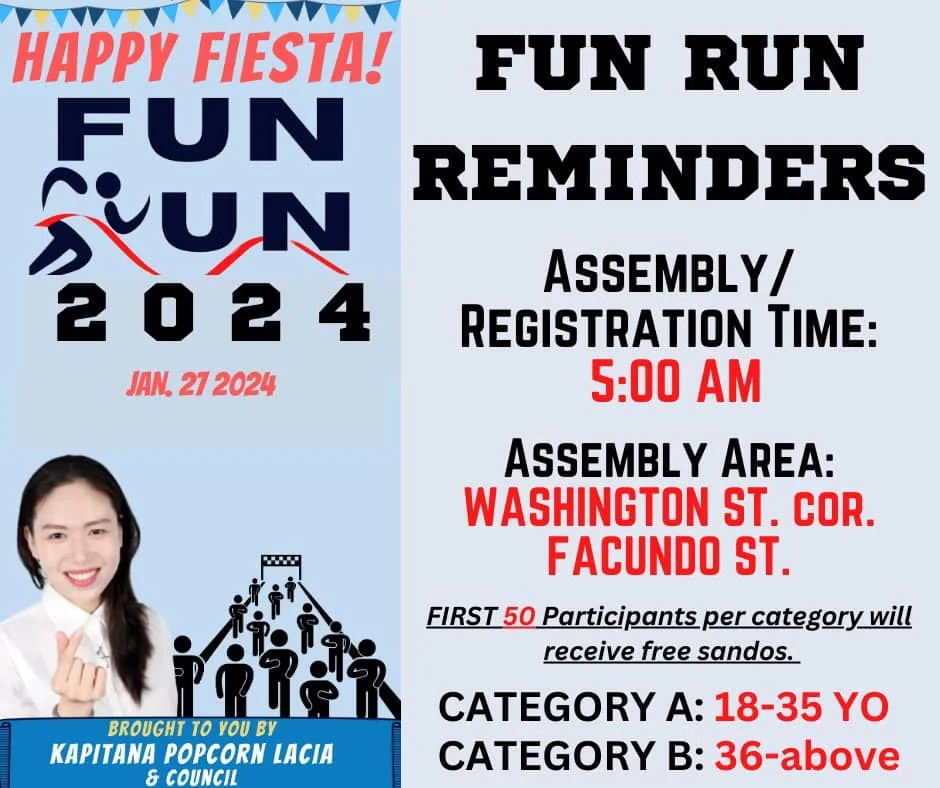 HAPPY FIESTA!
FUN
RUN
2024
JAN. 27 2024
BROUGHT TO YOU BY
KAPITANA POPCORN LACIA
& COUNCIL
FUN RUN
REMINDERS
ASSEMBLY/
REGISTRATION TIME:
5:00 AM
ASSEMBLY AREA:
WASHINGTON ST. COR.
FACUNDO ST.
FIRST 50 Participants per category will
receive free sandos.
CATEGORY A: 18-35 YO
CATEGORY B: 36-above